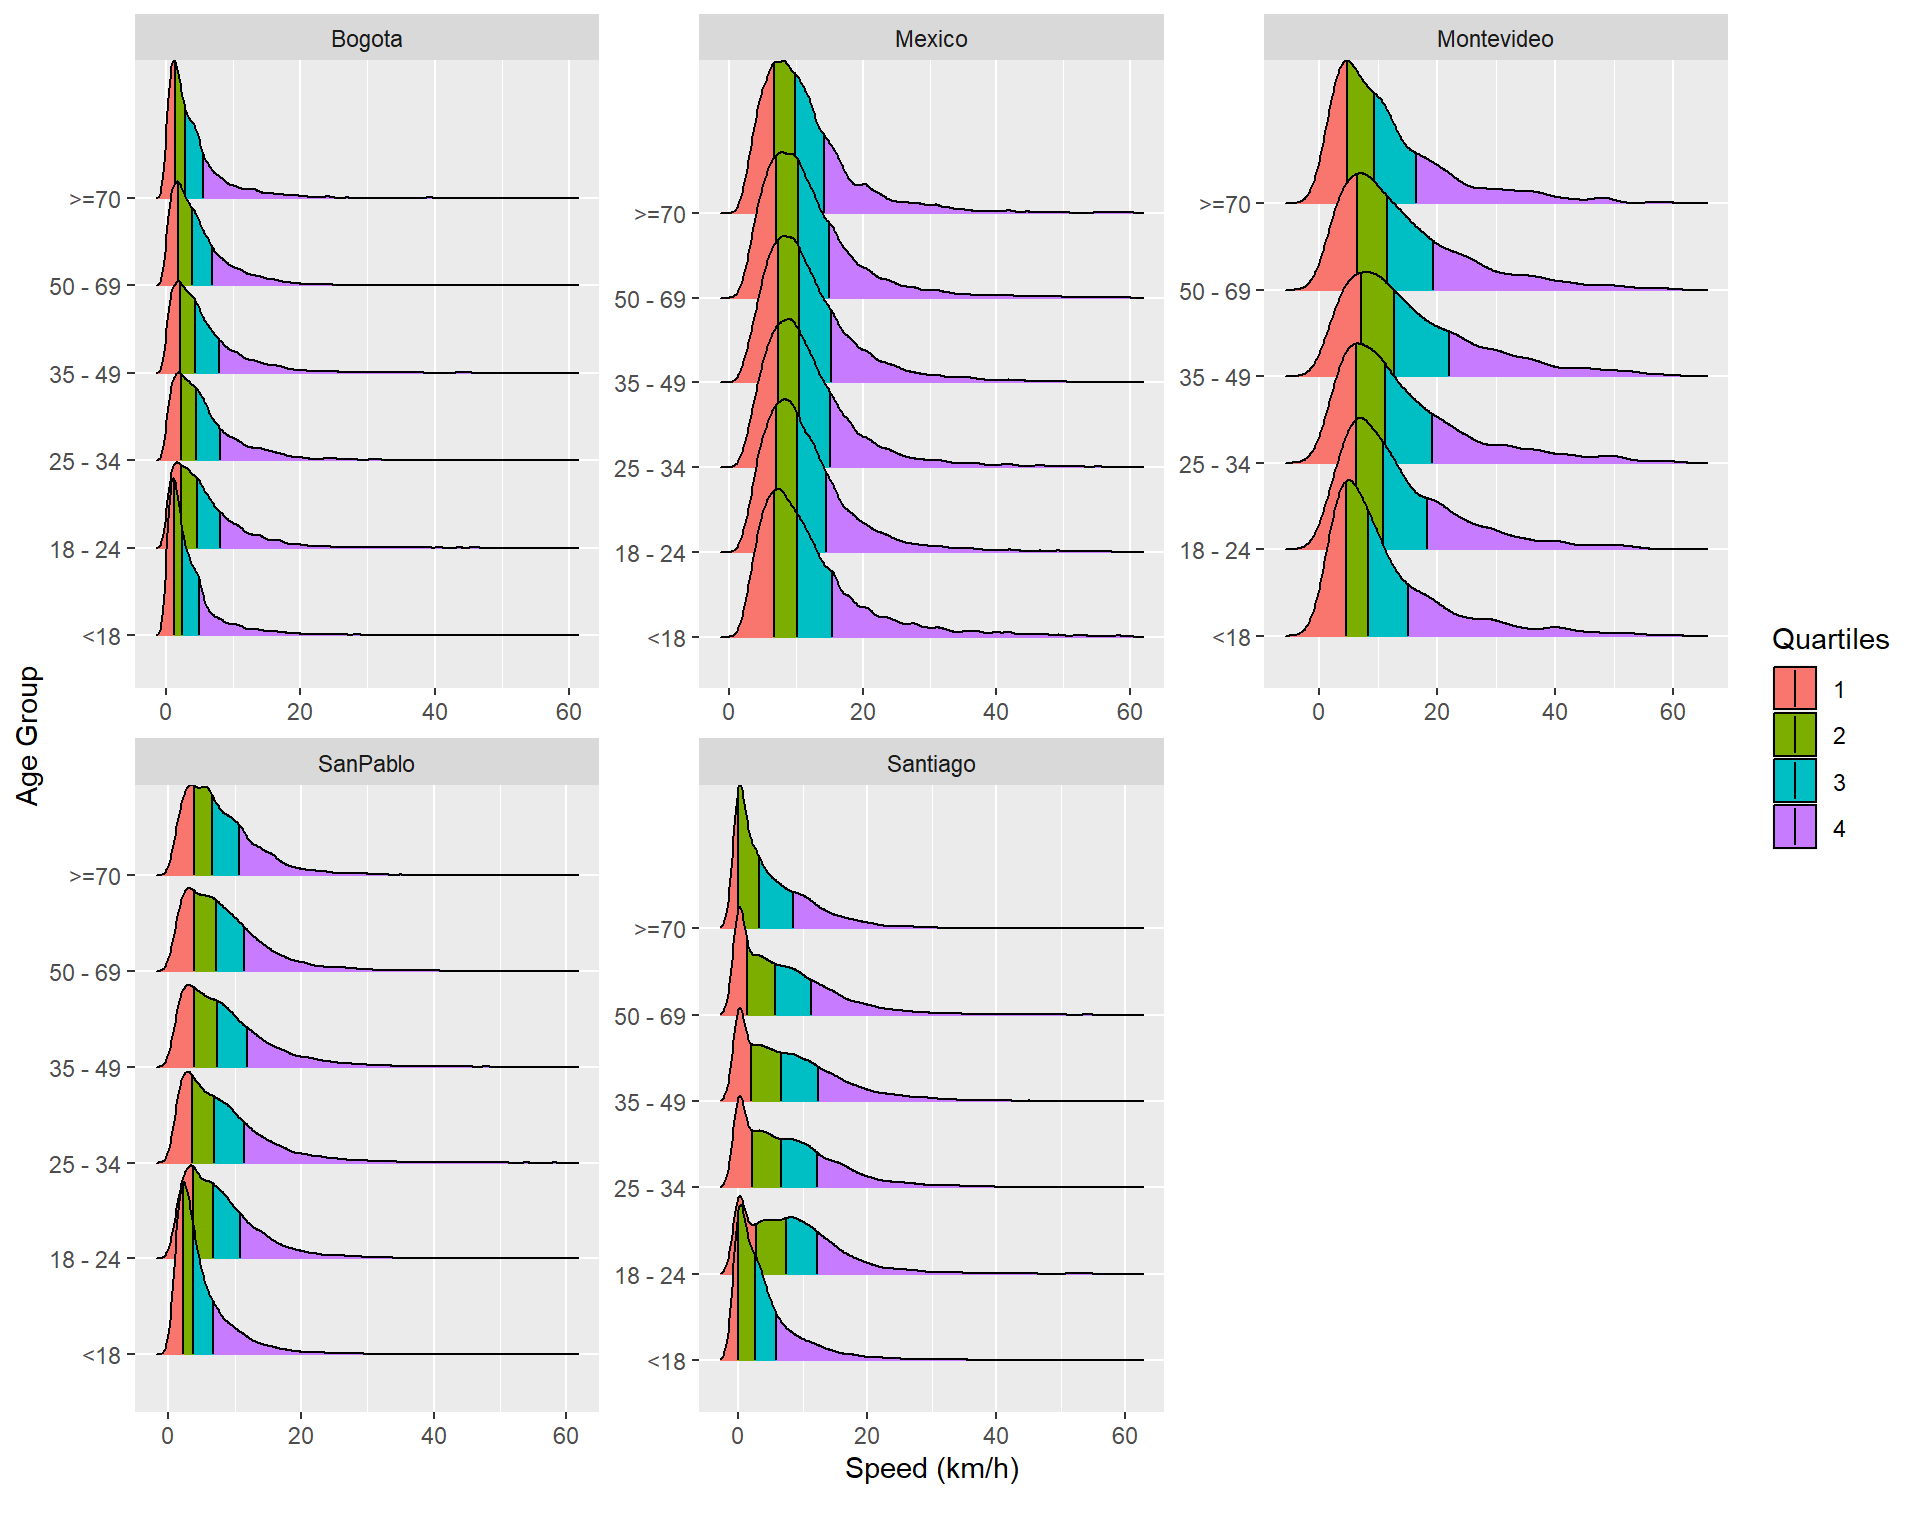 Bogota
Mexico
Montevideo
>=70
50 - 69
35 - 49
25 - 34
18 - 24
<18
0 20 40 60
>=70
50 - 69
35 - 49
25 - 34
18 - 24
<18
0 20 40 60
>=70
50 - 69
35 - 49
25 - 34
18 - 24
<18
0 20 40 60
SanPablo
Santiago
>=70
50 - 69
35 - 49
25 - 34
18 - 24
<18
0 20 40 60
>=70
50 - 69
35 - 49
25 - 34
18 - 24
<18
0 20 40 60
Age Group
Speed (km/h)
Quartiles
1
2
3
4